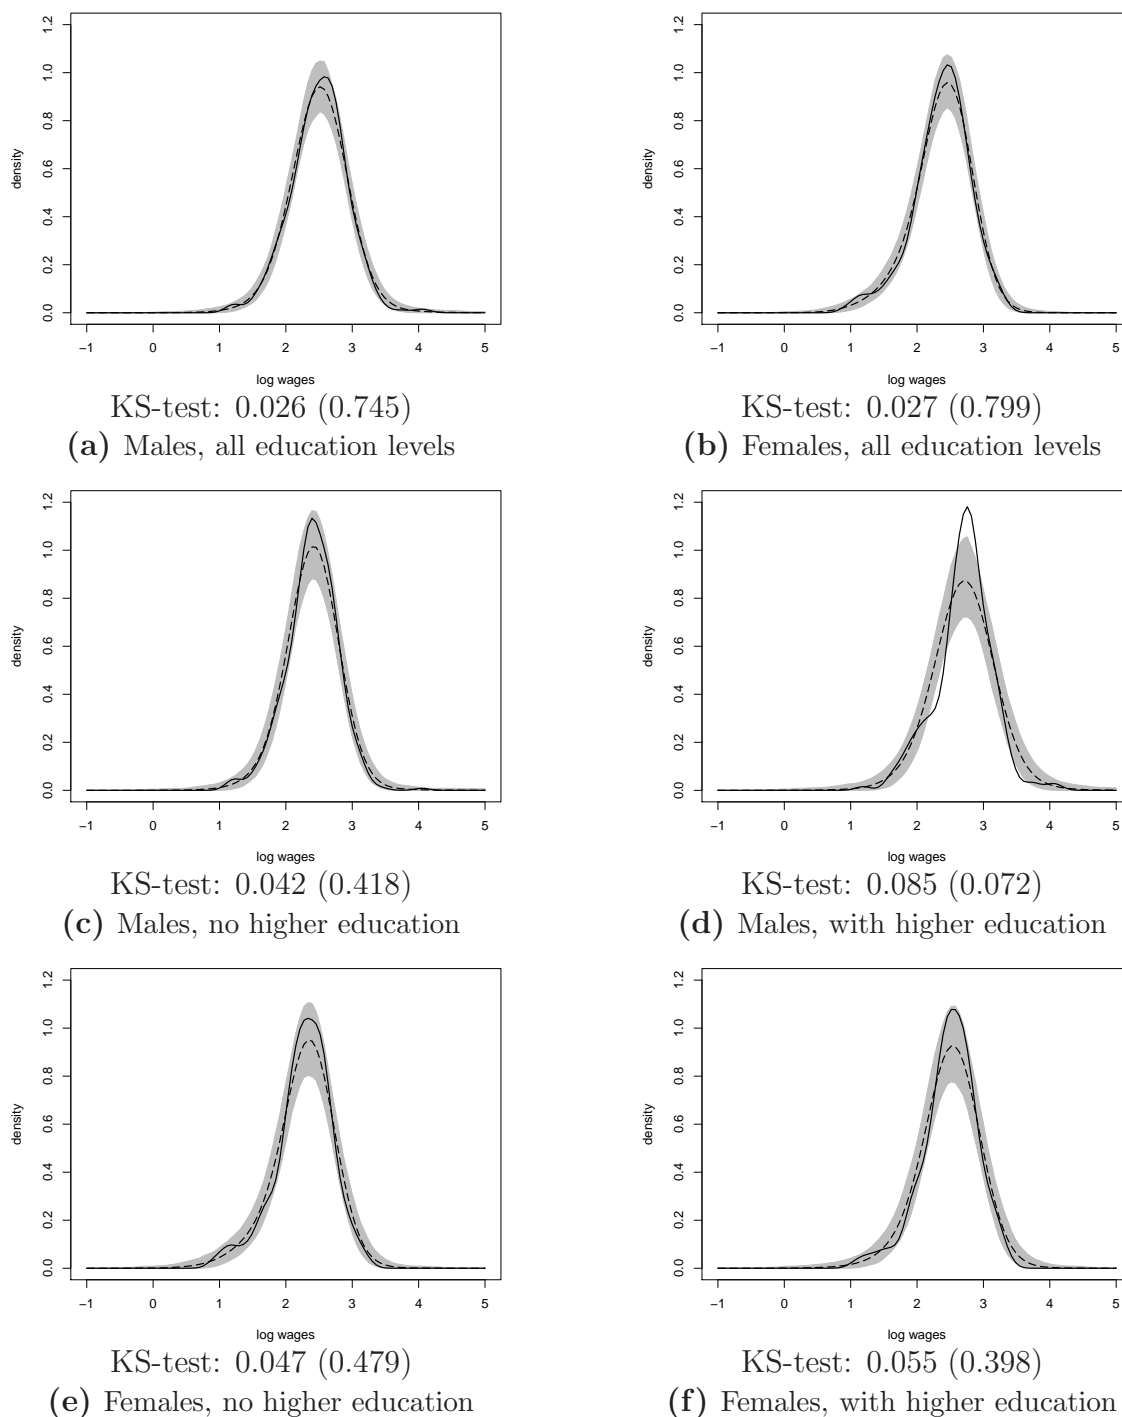 1.2
1.0
0.8
0.6
0.4
0.2
0.0
density
−1 0 1 2 3 4 5
log wages
KS-test: 0.026 (0.745)
(a) Males, all education levels
1.2
1.0
0.8
0.6
0.4
0.2
0.0
density
−1 0 1 2 3 4 5
log wages
KS-test: 0.027 (0.799)
(b) Females, all education levels
1.2
1.0
0.8
0.6
0.4
0.2
0.0
density
−1 0 1 2 3 4 5
log wages
KS-test: 0.042 (0.418)
(c) Males, no higher education
1.2
1.0
0.8
0.6
0.4
0.2
0.0
density
−1 0 1 2 3 4 5
log wages
KS-test: 0.085 (0.072)
(d) Males, with higher education
1.2
1.0
0.8
0.6
0.4
0.2
0.0
density
−1 0 1 2 3 4 5
log wages
KS-test: 0.047 (0.479)
(e) Females, no higher education
1.2
1.0
0.8
0.6
0.4
0.2
0.0
density
−1 0 1 2 3 4 5
log wages
KS-test: 0.055 (0.398)
(f) Females, with higher education